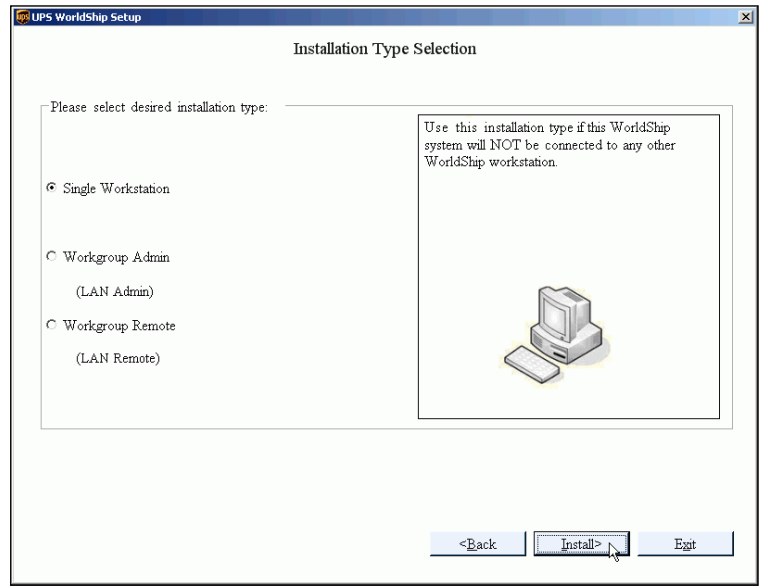 UPS WorldShip Setup
Installation Type Selection
Please select desired installation type:
Use this installation type if this WorldShip
system will NOT be connected to any other
WorldShip workstation.
Single Workstation
Workgroup Admin
(LAN Admin)
Workgroup Remote
(LAN Remote)
<Back
Install>
Exit